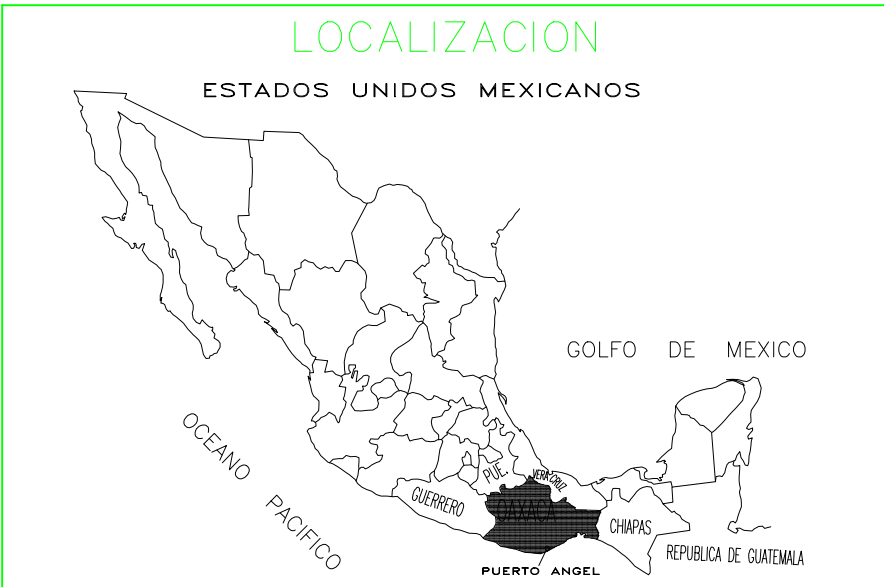 LOCALIZACION
ESTADOS UNIDOS MEXICANOS
GOLFO DE MEXICO
OCEANO PACIFICO
PUE.
VERACRUZ
GUERRERO
OAXACA
CHIAPAS
REPUBLICA DE GUATEMALA
PUERTO ANGEL